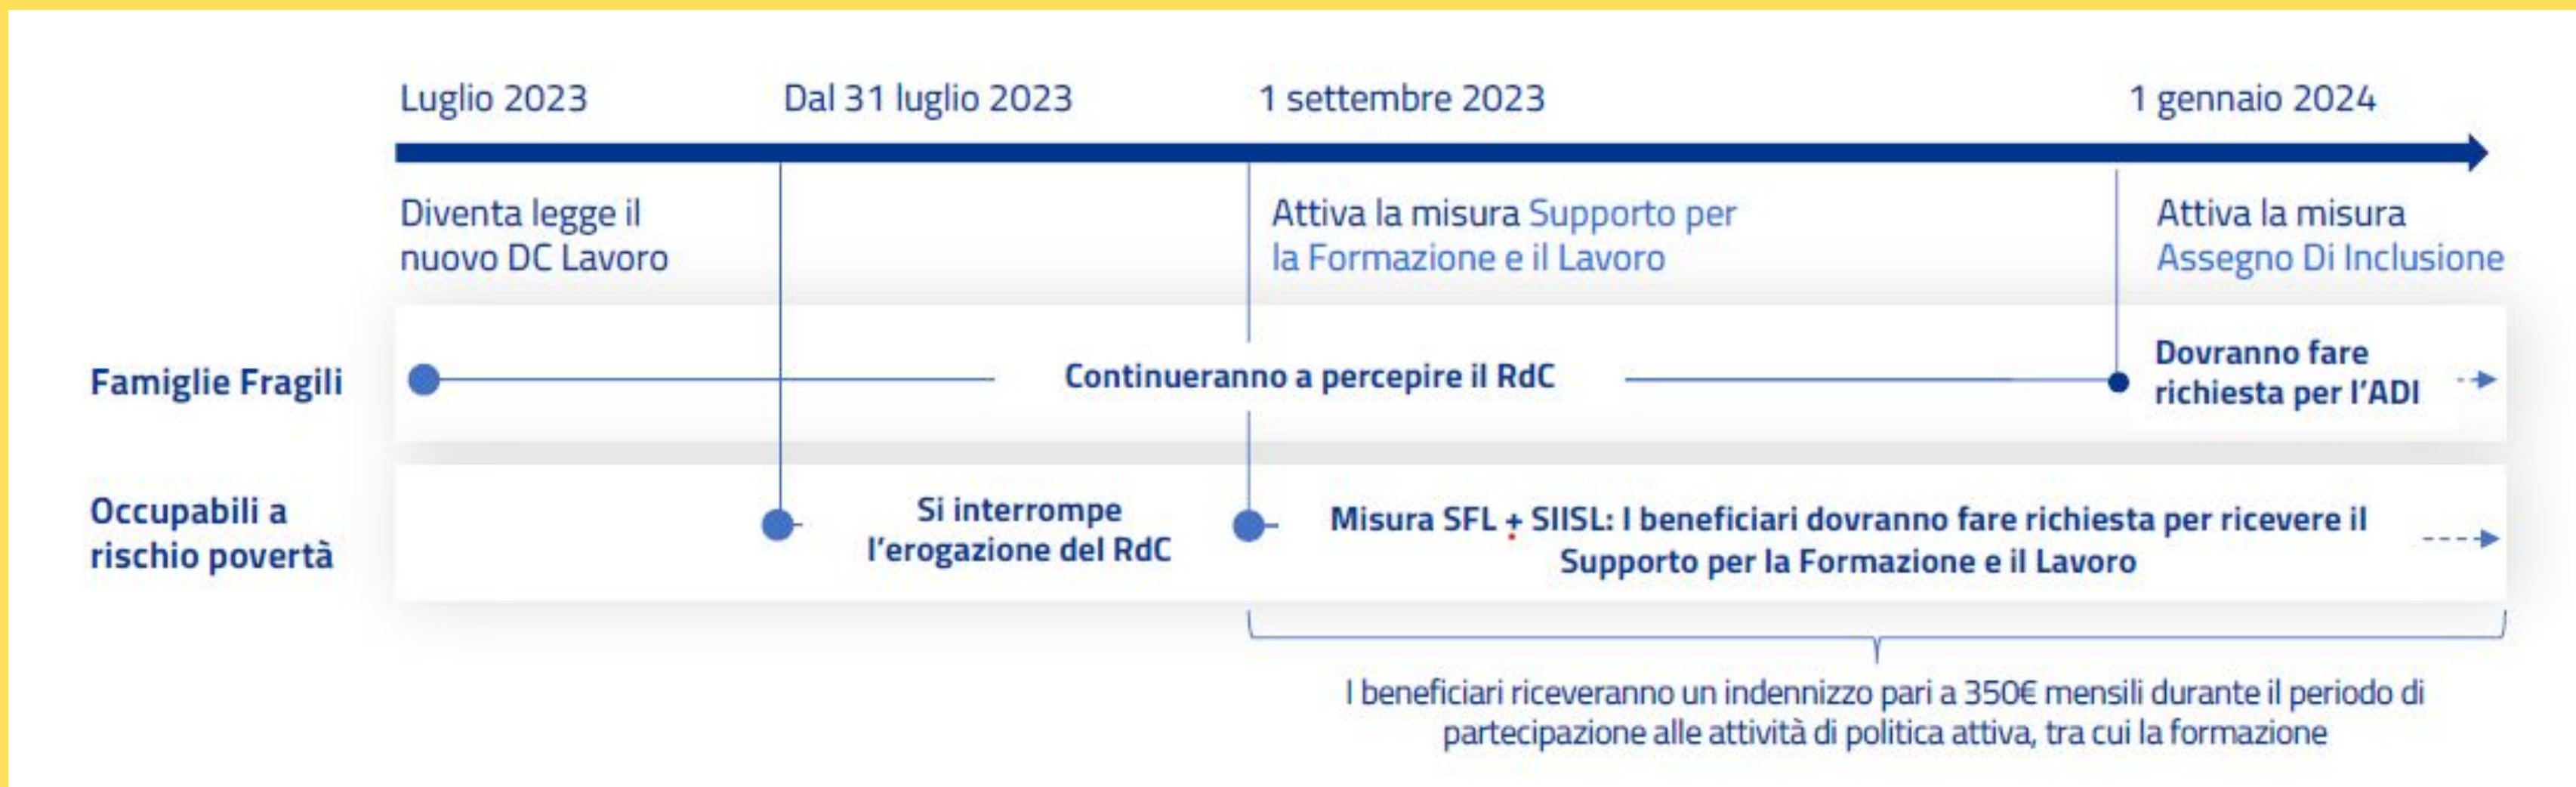 Luglio 2023
Dal 31 luglio 2023
1 settembre 2023
1 gennaio 2024
Diventa legge il
nuovo DC Lavoro
Attiva la misura Supporto per
la Formazione e il Lavoro
Attiva la misura
Assegno Di Inclusione
Famiglie Fragili
Continueranno a percepire il RdC
Dovranno fare
richiesta per l'ADI
Occupabili a
rischio povertà
Si interrompe
l'erogazione del RdC
Misura SFL + SIISL: I beneficiari dovranno fare richiesta per ricevere il
Supporto per la Formazione e il Lavoro
I beneficiari riceveranno un indennizzo pari a 350€ mensili durante il periodo di
partecipazione alle attività di politica attiva, tra cui la formazione